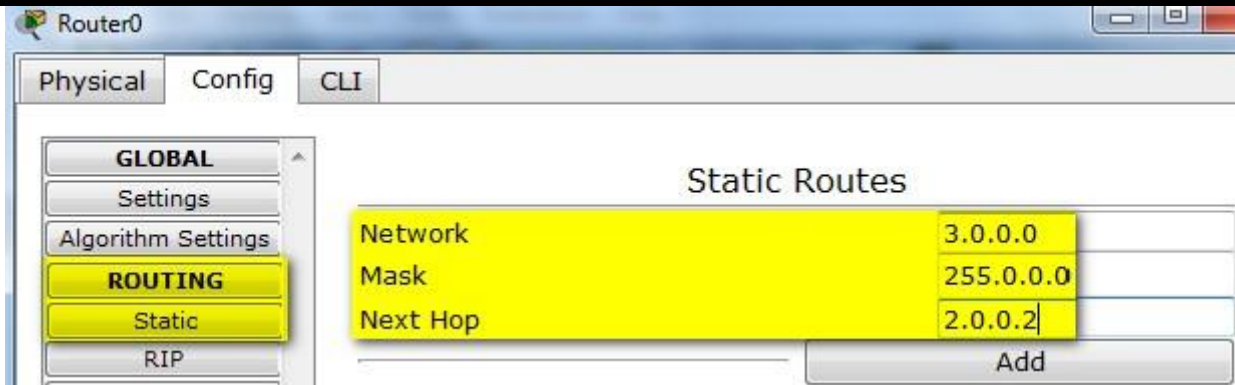 Router0
Physical Config CLI
GLOBAL
Settings
Algorithm Settings
ROUTING
Static
RIP
Static Routes
Network 3.0.0.0
Mask 255.0.0.0
Next Hop 2.0.0.2
Add